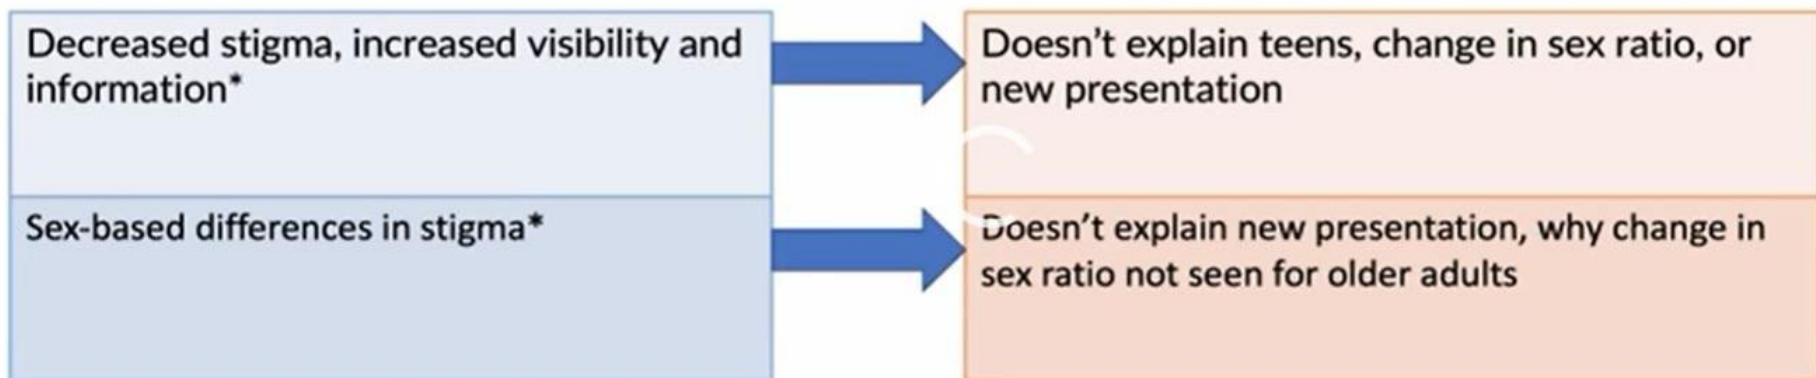 Decreased stigma, increased visibility and
information*
Doesn’t explain teens, change in sex ratio, or
new presentation
Sex-based differences in stigma*
Doesn’t explain new presentation, why change in
sex ratio not seen for older adults